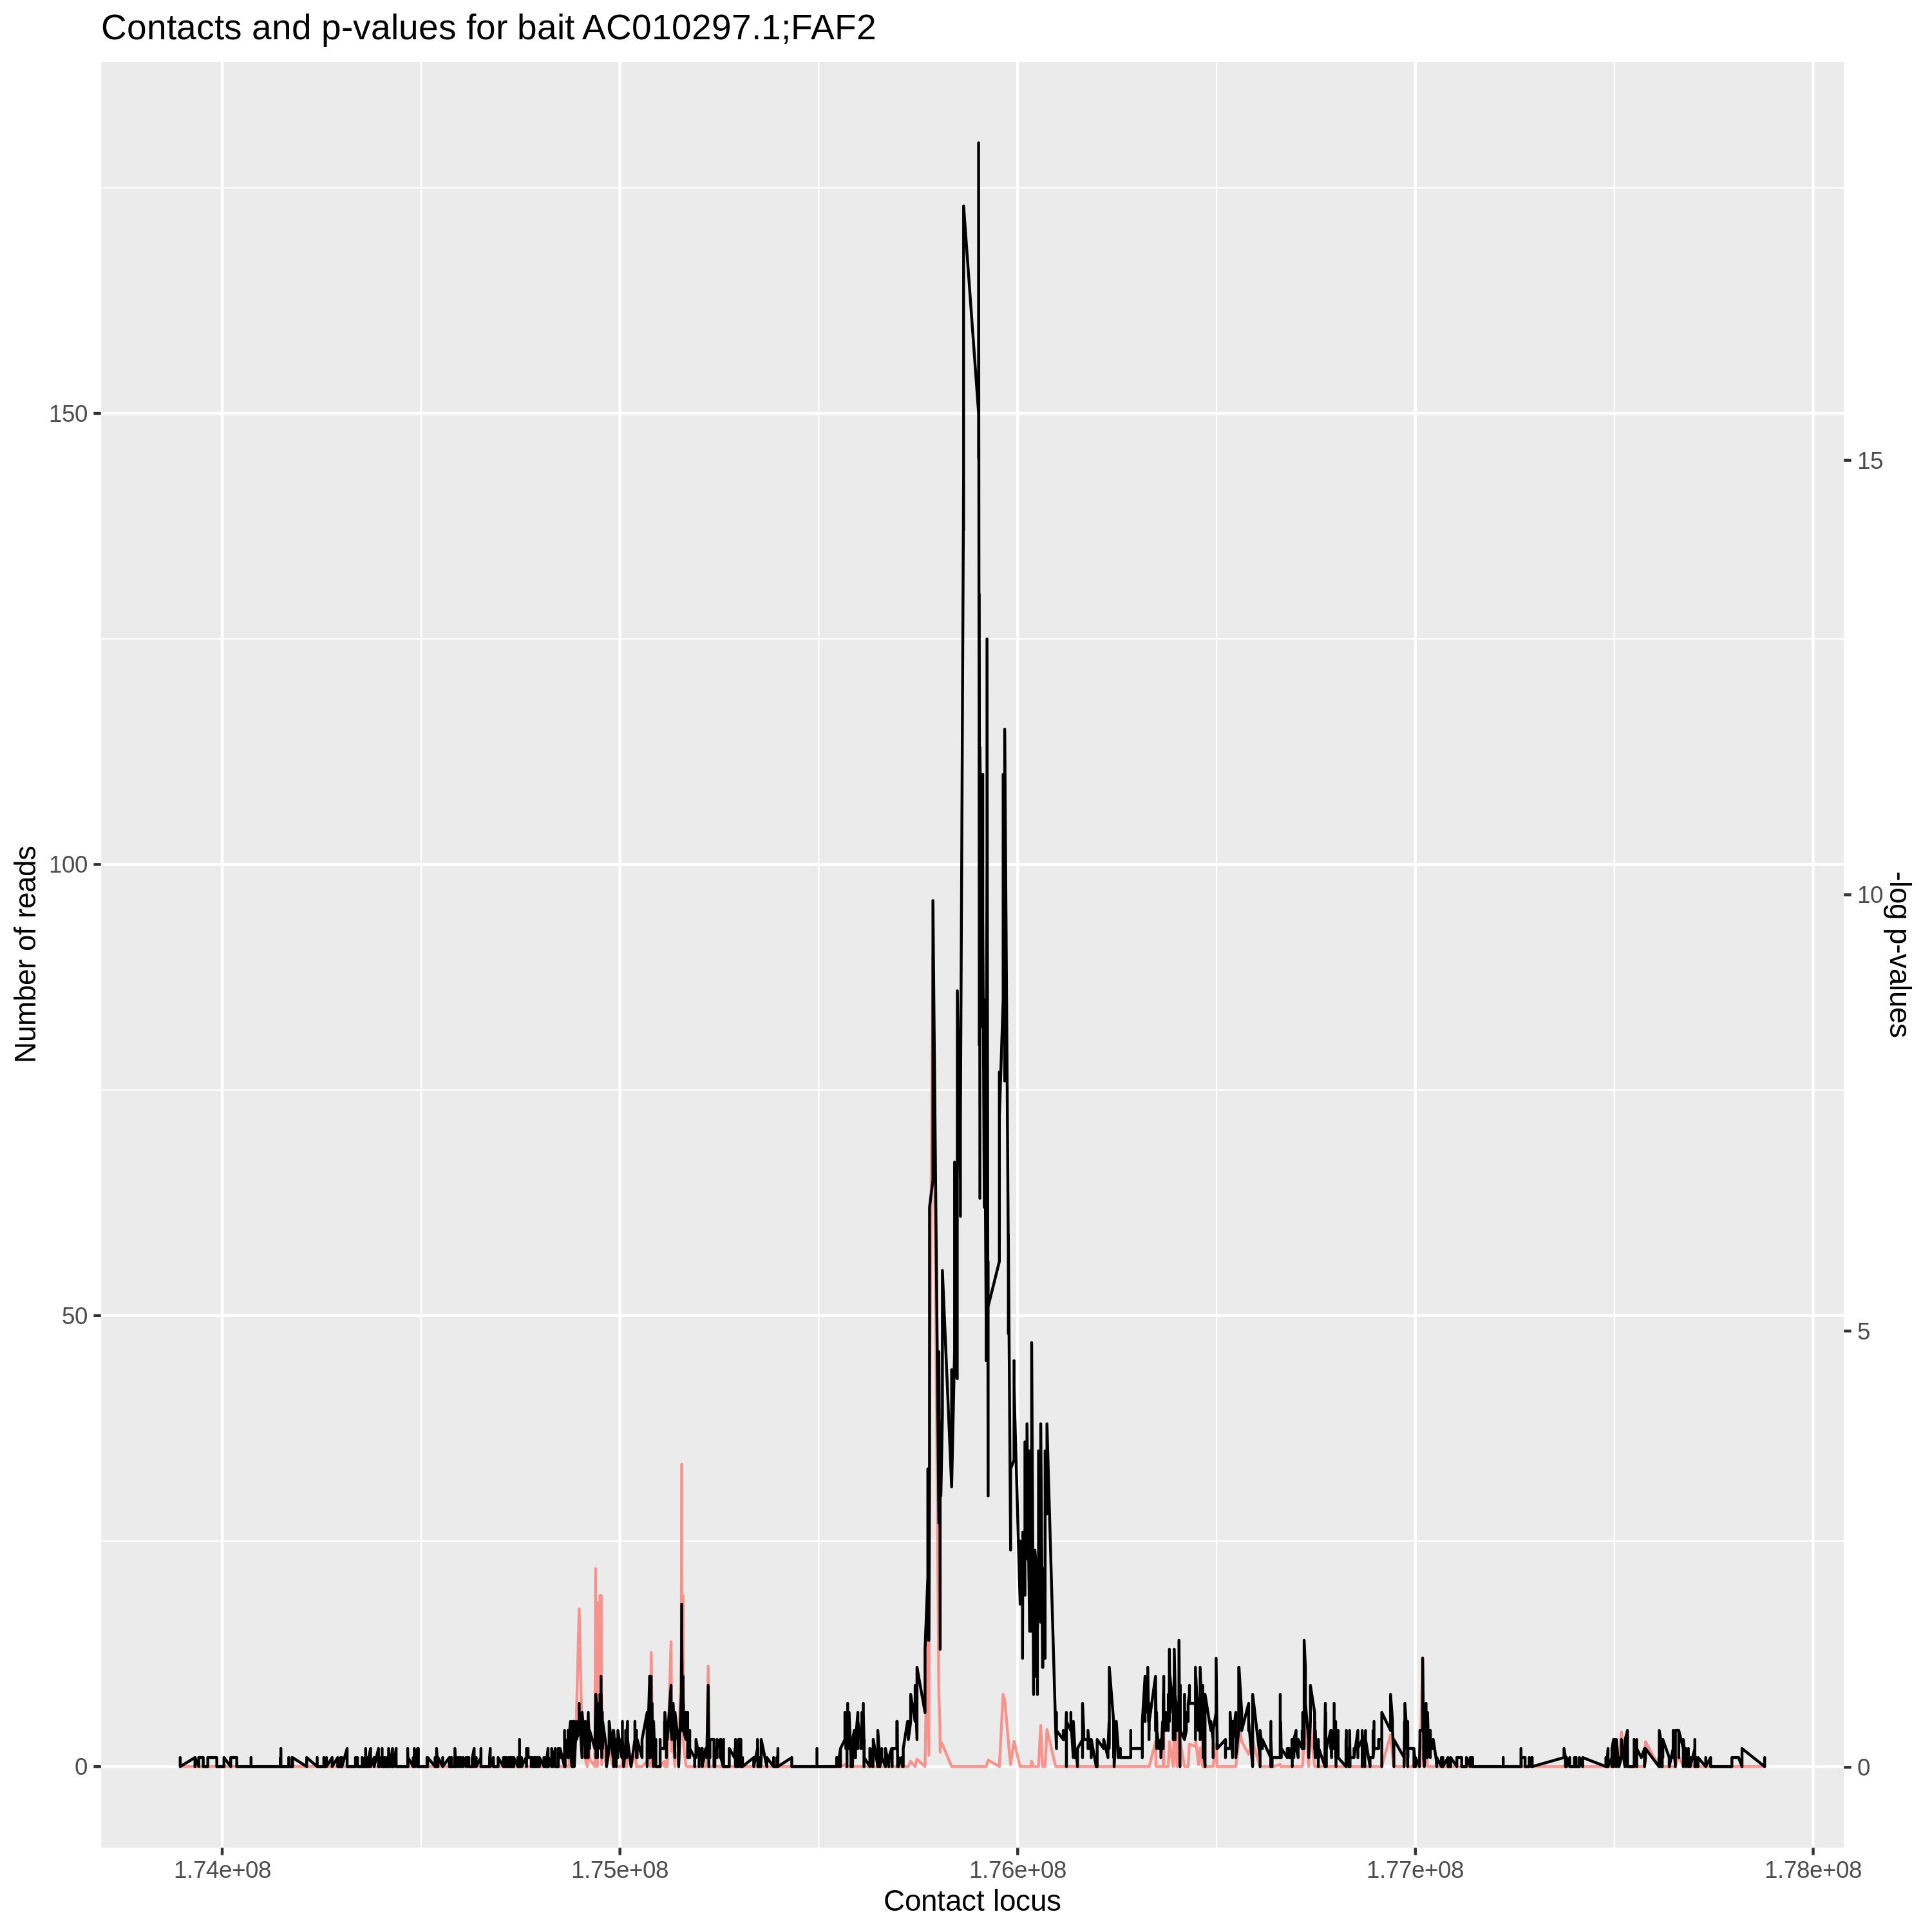 Contacts and p-values for bait AC010297.1;FAF2
150
100
50
0
Number of reads
15
10
5
0
-log p-values
1.74e+08
1.75e+08
1.76e+08
1.77e+08
1.78e+08
Contact locus